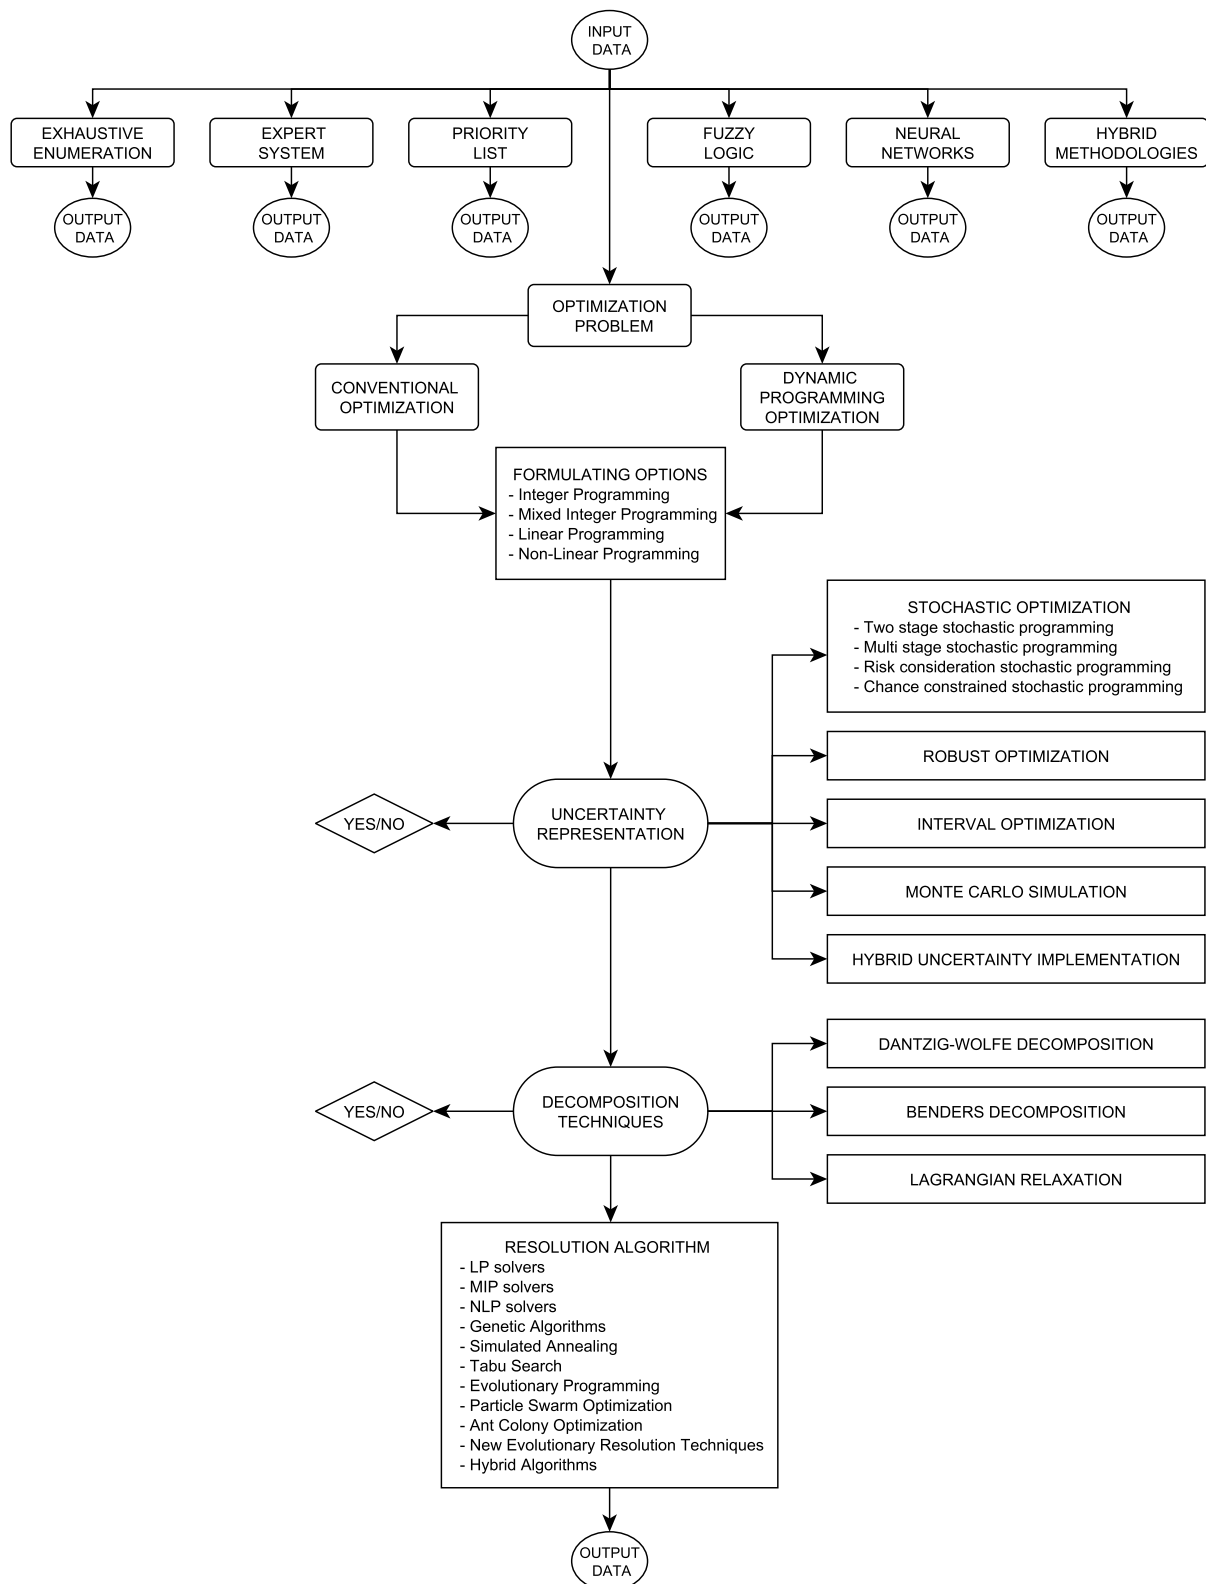 INPUT
DATA
EXHAUSTIVE
ENUMERATION
EXPERT
SYSTEM
PRIORITY
LIST
FUZZY
LOGIC
NEURAL
NETWORKS
HYBRID
METHODOLOGIES
OUTPUT
DATA
OUTPUT
DATA
OUTPUT
DATA
OUTPUT
DATA
OUTPUT
DATA
OUTPUT
DATA
OPTIMIZATION
PROBLEM
CONVENTIONAL
OPTIMIZATION
DYNAMIC
PROGRAMMING
OPTIMIZATION
FORMULATING OPTIONS
- Integer Programming
- Mixed Integer Programming
- Linear Programming
- Non-Linear Programming
STOCHASTIC OPTIMIZATION
- Two stage stochastic programming
- Multi stage stochastic programming
- Risk consideration stochastic programming
- Chance constrained stochastic programming
ROBUST OPTIMIZATION
YES/NO
UNCERTAINTY
REPRESENTATION
INTERVAL OPTIMIZATION
MONTE CARLO SIMULATION
HYBRID UNCERTAINTY IMPLEMENTATION
DANTZIG-WOLFE DECOMPOSITION
YES/NO
DECOMPOSITION
TECHNIQUES
BENDERS DECOMPOSITION
LAGRANGIAN RELAXATION
RESOLUTION ALGORITHM
- LP solvers
- MIP solvers
- NLP solvers
- Genetic Algorithms
- Simulated Annealing
- Tabu Search
- Evolutionary Programming
- Particle Swarm Optimization
- Ant Colony Optimization
- New Evolutionary Resolution Techniques
- Hybrid Algorithms
OUTPUT
DATA